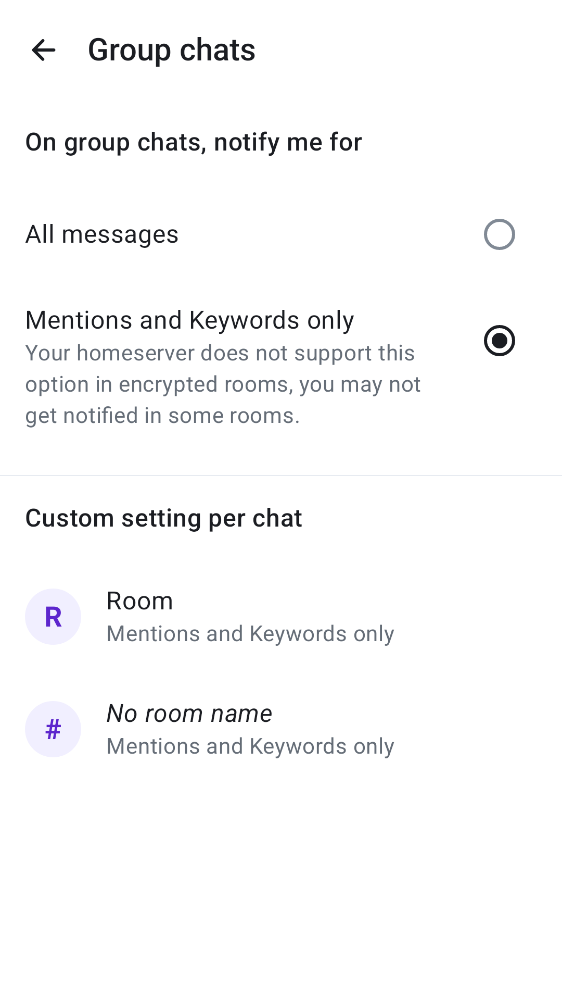 Group chats
On group chats, notify me for
All messages
Mentions and Keywords only
Your homeserver does not support this
option in encrypted rooms, you may not
get notified in some rooms.
Custom setting per chat
R
Room
Mentions and Keywords only
#
No room name
Mentions and Keywords only